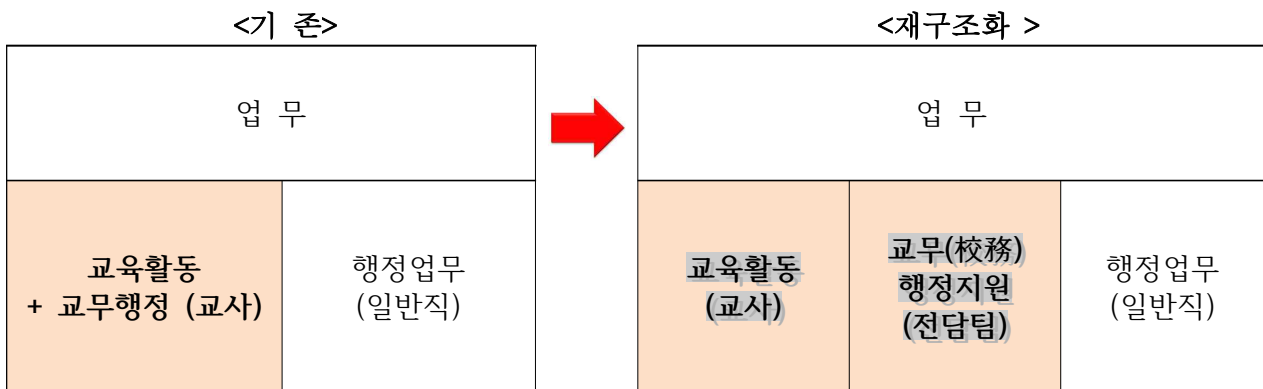 <기 존>
<재구조화 >
업 무
업 무
교육활동
+ 교무행정 (교사)
행정업무
(일반직)
교육활동
(교사)
교무(校務)
행정지원
(전담팀)
행정업무
(일반직)